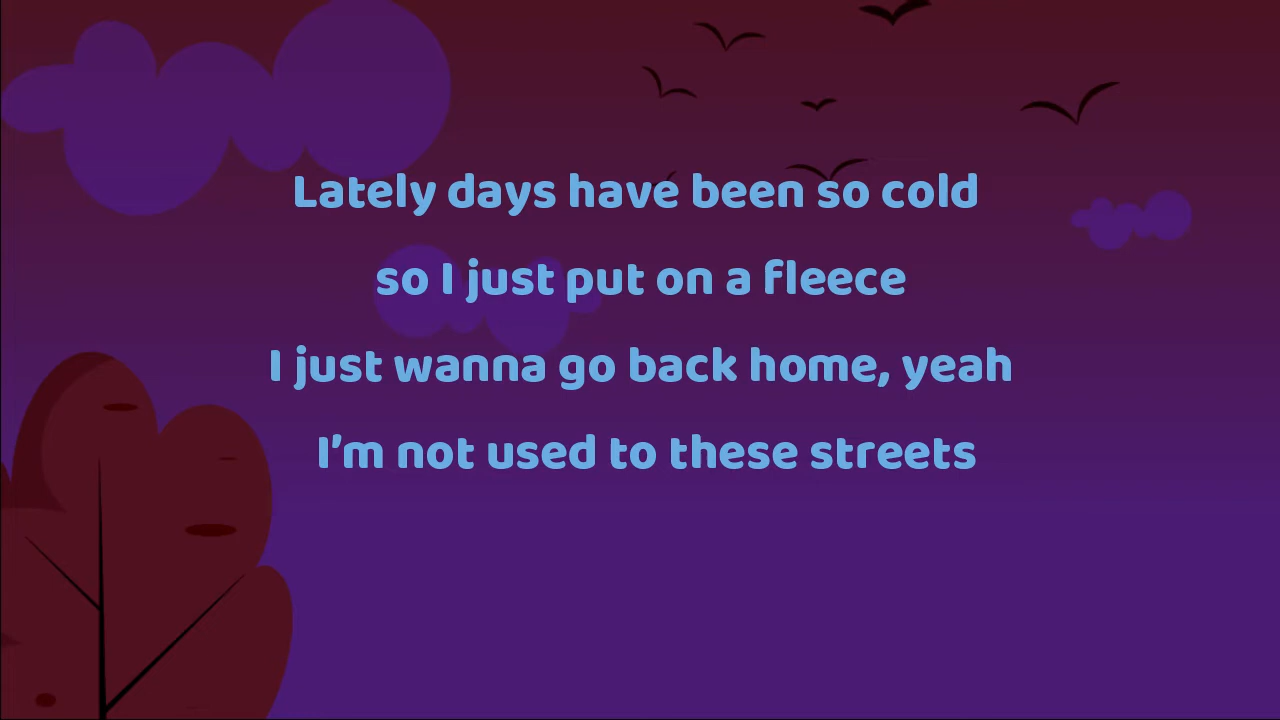 Lately days have been so cold
so I just put on a fleece
I just wanna go back home, yeah
I’m not used to these streets